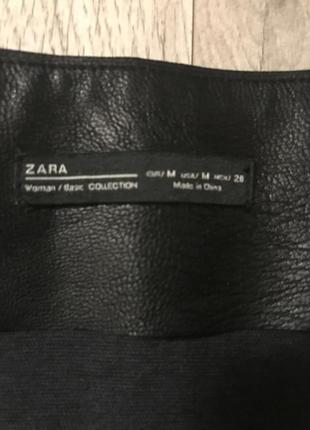 ZARA
EUR/ M USA/ M MEX/ 28
Woman / Basic COLLECTION
Made in China